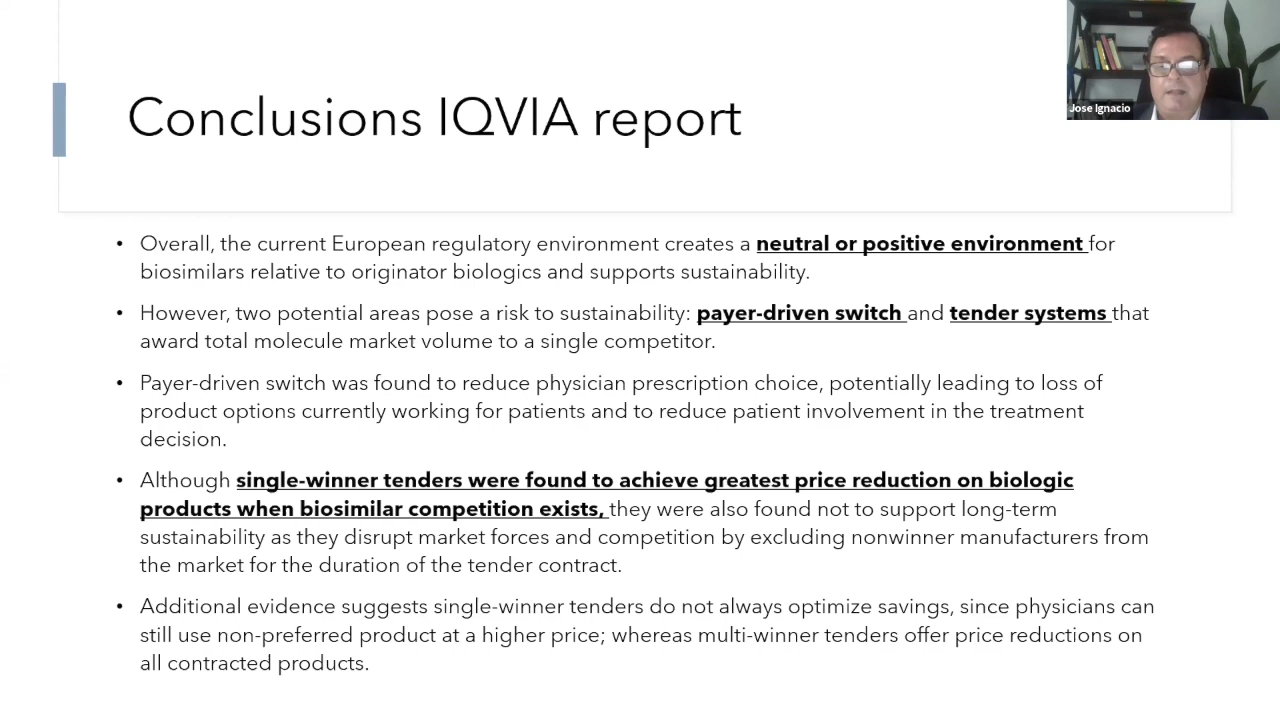 Jose Ignacio
Conclusions IQVIA report
• Overall, the current European regulatory environment creates a neutral or positive environment for
biosimilars relative to originator biologics and supports sustainability.
• However, two potential areas pose a risk to sustainability: payer-driven switch and tender systems that
award total molecule market volume to a single competitor.
• Payer-driven switch was found to reduce physician prescription choice, potentially leading to loss of
product options currently working for patients and to reduce patient involvement in the treatment
decision.
• Although single-winner tenders were found to achieve greatest price reduction on biologic
products when biosimilar competition exists, they were also found not to support long-term
sustainability as they disrupt market forces and competition by excluding nonwinner manufacturers from
the market for the duration of the tender contract.
• Additional evidence suggests single-winner tenders do not always optimize savings, since physicians can
still use non-preferred product at a higher price; whereas multi-winner tenders offer price reductions on
all contracted products.